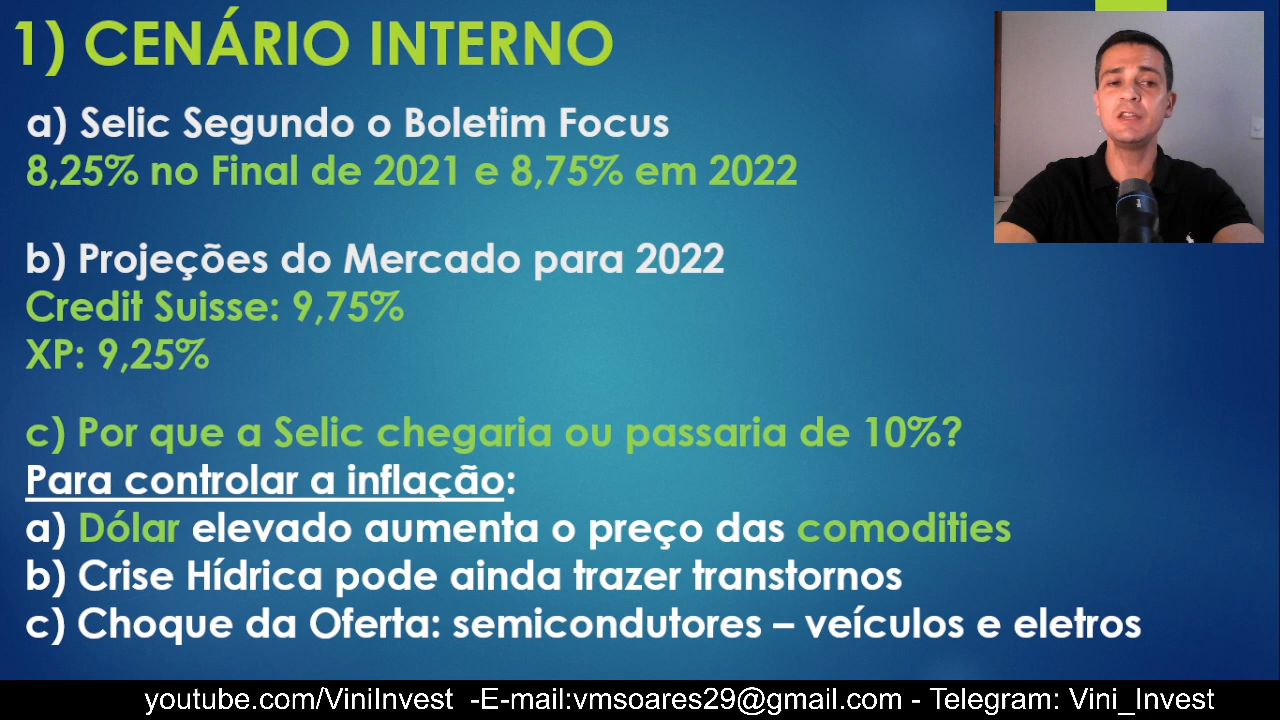 1) CENÁRIO INTERNO
a) Selic Segundo o Boletim Focus
8,25% no Final de 2021 e 8,75% em 2022
b) Projeções do Mercado para 2022
Credit Suisse: 9,75%
XP: 9,25%
c) Por que a Selic chegaria ou passaria de 10%?
Para controlar a inflação:
a) Dólar elevado aumenta o preço das comodities
b) Crise Hídrica pode ainda trazer transtornos
c) Choque da Oferta: semicondutores – veículos e eletros
youtube.com/ViniInvest -E-mail:vmsoares29@gmail.com - Telegram: Vini_Invest